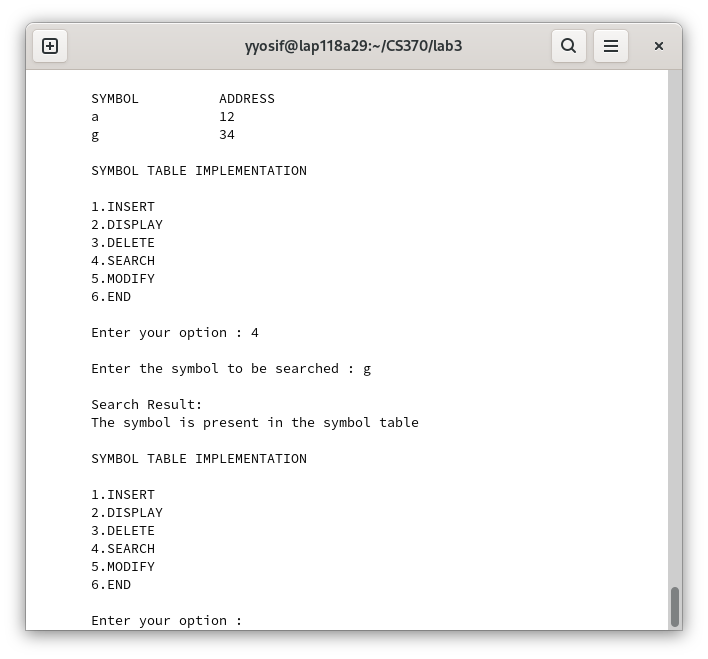 yyosif@lap118a29:~/CS370/lab3
SYMBOL ADDRESS
a 12
g 34
SYMBOL TABLE IMPLEMENTATION
1.INSERT
2.DISPLAY
3.DELETE
4.SEARCH
5.MODIFY
6.END
Enter your option : 4
Enter the symbol to be searched : g
Search Result:
The symbol is present in the symbol table
SYMBOL TABLE IMPLEMENTATION
1.INSERT
2.DISPLAY
3.DELETE
4.SEARCH
5.MODIFY
6.END
Enter your option :